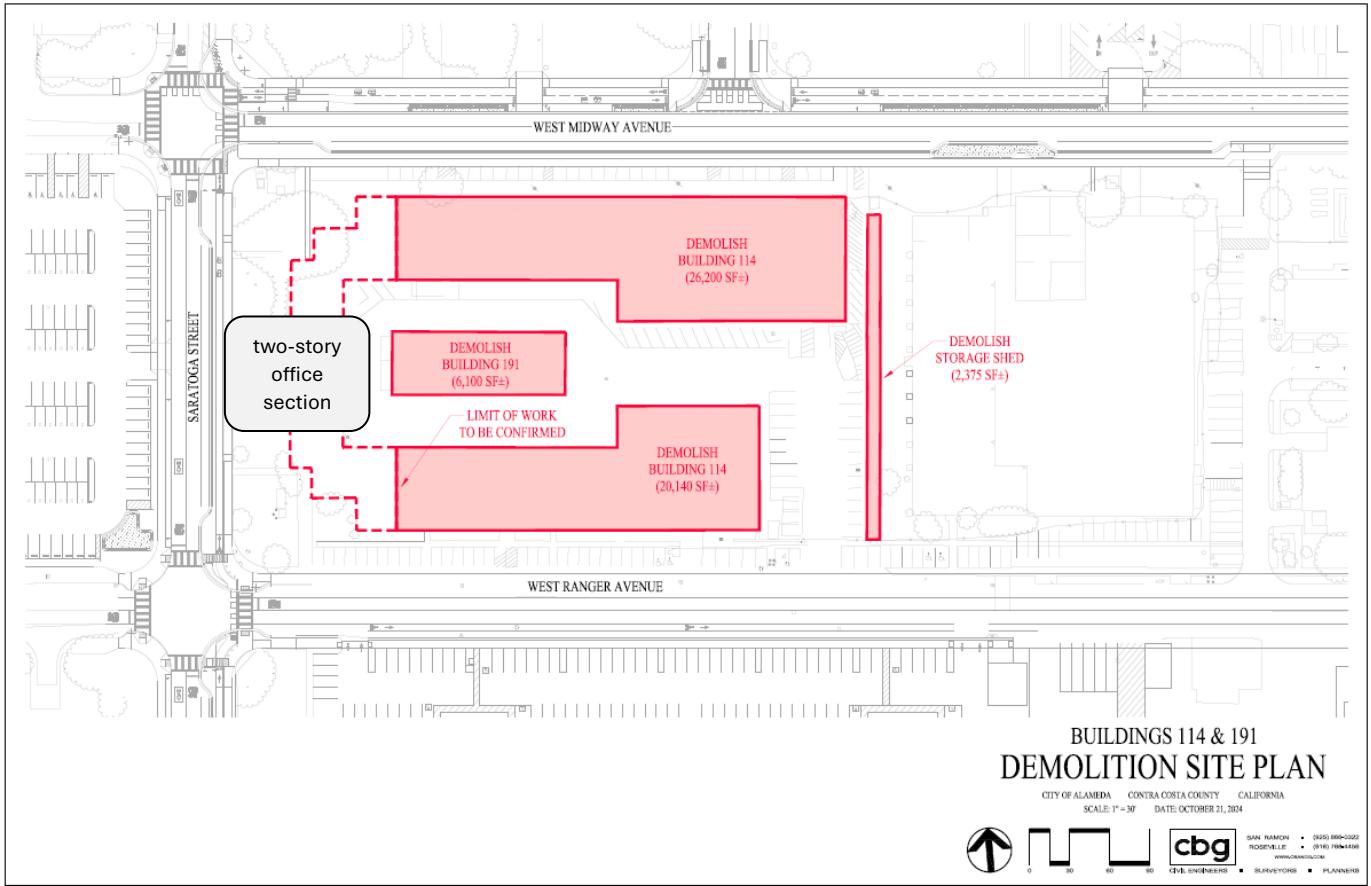 WEST MIDWAY AVENUE
DEMOLISH
BUILDING 114
(26,200 SF±)
SARATOGA STREET
two-story
office
section
DEMOLISH
BUILDING 191
(6,100 SF±)
DEMOLISH
STORAGE SHED
(2,375 SF±)
LIMIT OF WORK
TO BE CONFIRMED
DEMOLISH
BUILDING 114
(20,140 SF±)
WEST RANGER AVENUE
BUILDINGS 114 & 191
DEMOLITION SITE PLAN
CITY OF ALAMEDA CONTRA COSTA COUNTY CALIFORNIA
SCALE: 1" = 30' DATE: OCTOBER 21, 2024
0 30 60 90
cbg
CIVIL ENGINEERS ▪ SURVEYORS ▪ PLANNERS
SAN RAMON ▪ (925)
ROSEVILLE ▪ (916)